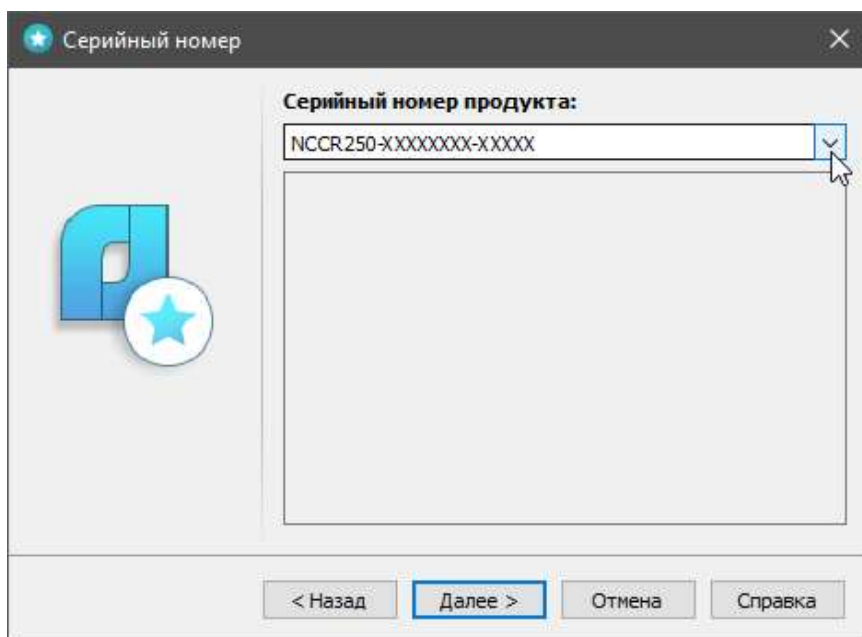 Серийный номер
Серийный номер продукта:
NCCR250-XXXXXXXX-XXXXX
< Назад
Далее >
Отмена
Справка